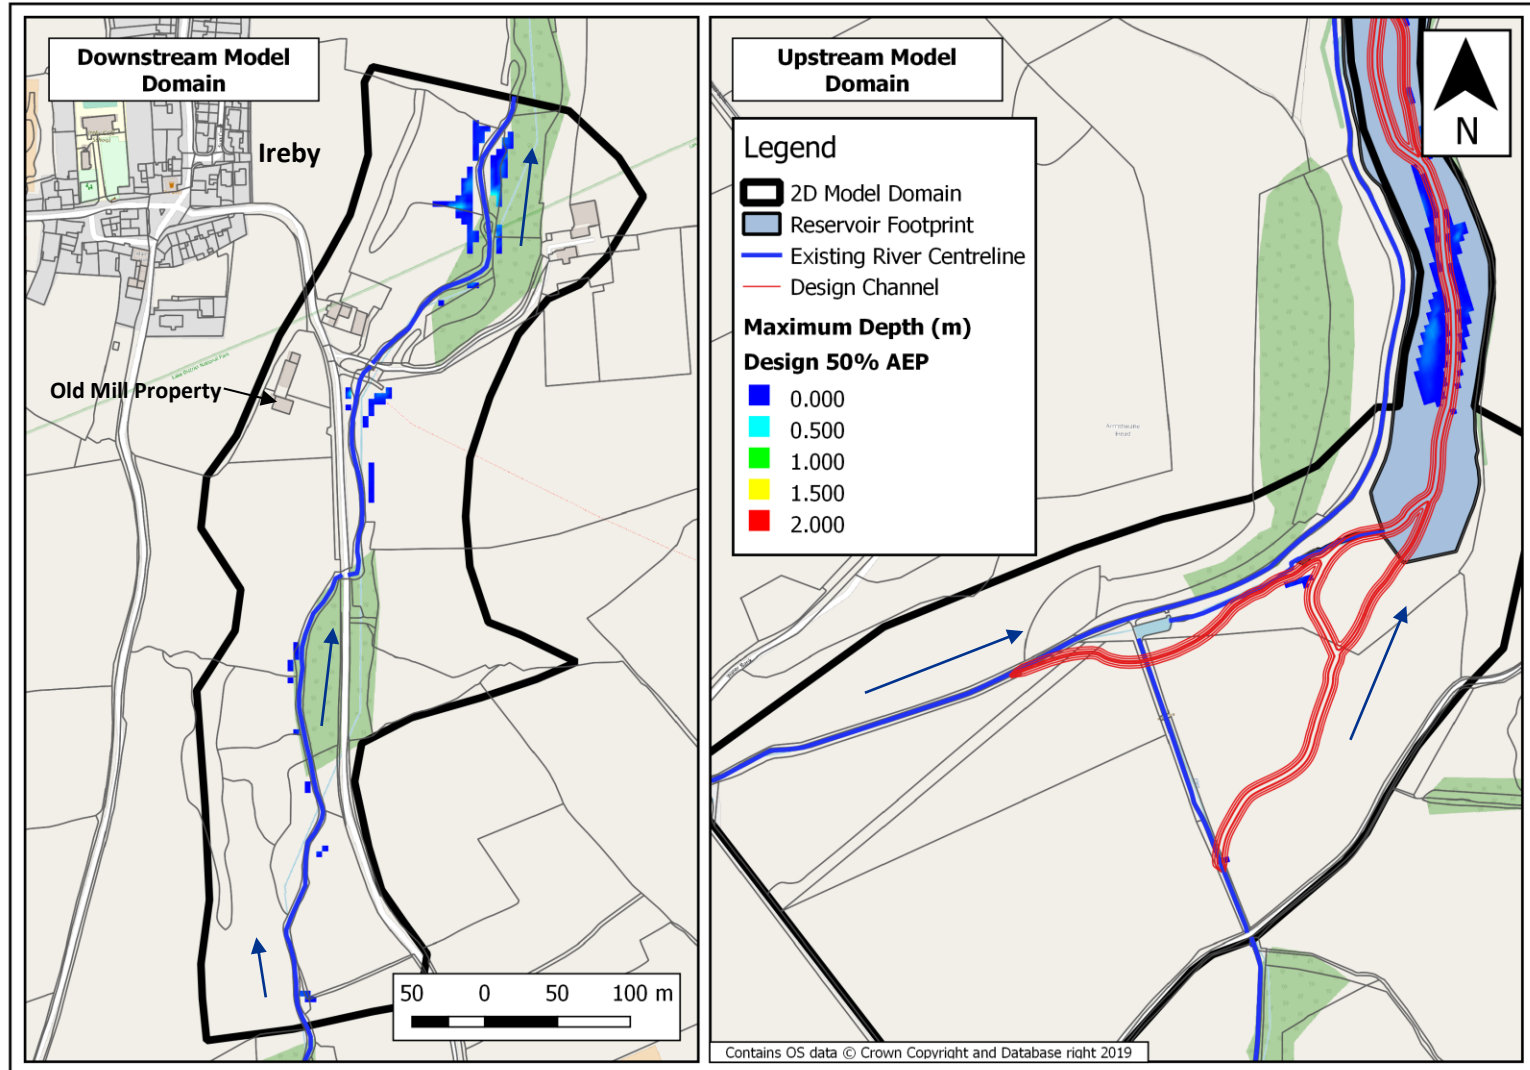 Downstream Model
Domain
Ireby
Old Mill Property
50 0 50 100 m
Upstream Model
Domain
N
Legend
2D Model Domain
Reservoir Footprint
Existing River Centreline
Design Channel
Maximum Depth (m)
Design 50% AEP
0.000
0.500
1.000
1.500
2.000
Contains OS data © Crown Copyright and Database right 2019